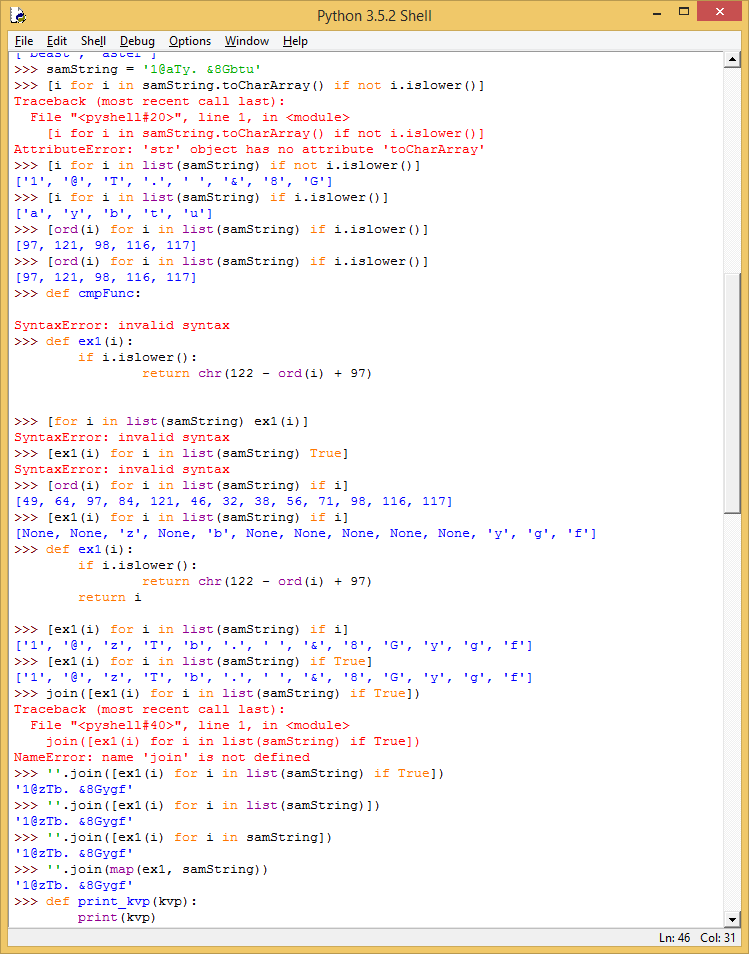 Python 3.5.2 Shell
File Edit Shell Debug Options Window Help
['beast', 'aster']
>>> samString = '1@aTy. &8Gbtu'
>>> [i for i in samString.toCharArray() if not i.islower()]
Traceback (most recent call last):
  File "<pyshell#20>", line 1, in <module>
    [i for i in samString.toCharArray() if not i.islower()]
AttributeError: 'str' object has no attribute 'toCharArray'
>>> [i for i in list(samString) if not i.islower()]
['1', '@', 'T', '.', ' ', '&', '8', 'G']
>>> [i for i in list(samString) if i.islower()]
['a', 'y', 'b', 't', 'u']
>>> [ord(i) for i in list(samString) if i.islower()]
[97, 121, 98, 116, 117]
>>> [ord(i) for i in list(samString) if i.islower()]
[97, 121, 98, 116, 117]
>>> def cmpFunc:
SyntaxError: invalid syntax
>>> def ex1(i):
        if i.islower():
                return chr(122 - ord(i) + 97)
>>> [for i in list(samString) ex1(i)]
SyntaxError: invalid syntax
>>> [ex1(i) for i in list(samString) True]
SyntaxError: invalid syntax
>>> [ord(i) for i in list(samString) if i]
[49, 64, 97, 84, 121, 46, 32, 38, 56, 71, 98, 116, 117]
>>> [ex1(i) for i in list(samString) if i]
[None, None, 'z', None, 'b', None, None, None, None, None, 'y', 'g', 'f']
>>> def ex1(i):
        if i.islower():
                return chr(122 - ord(i) + 97)
        return i
>>> [ex1(i) for i in list(samString) if i]
['1', '@', 'z', 'T', 'b', '.', ' ', '&', '8', 'G', 'y', 'g', 'f']
>>> [ex1(i) for i in list(samString) if True]
['1', '@', 'z', 'T', 'b', '.', ' ', '&', '8', 'G', 'y', 'g', 'f']
>>> join([ex1(i) for i in list(samString) if True])
Traceback (most recent call last):
  File "<pyshell#40>", line 1, in <module>
    join([ex1(i) for i in list(samString) if True])
NameError: name 'join' is not defined
>>> ''.join([ex1(i) for i in list(samString) if True])
'1@zTb. &8Gygf'
>>> ''.join([ex1(i) for i in list(samString)])
'1@zTb. &8Gygf'
>>> ''.join([ex1(i) for i in samString])
'1@zTb. &8Gygf'
>>> ''.join(map(ex1, samString))
'1@zTb. &8Gygf'
>>> def print_kvp(kvp):
        print(kvp)
Ln: 46 Col: 31